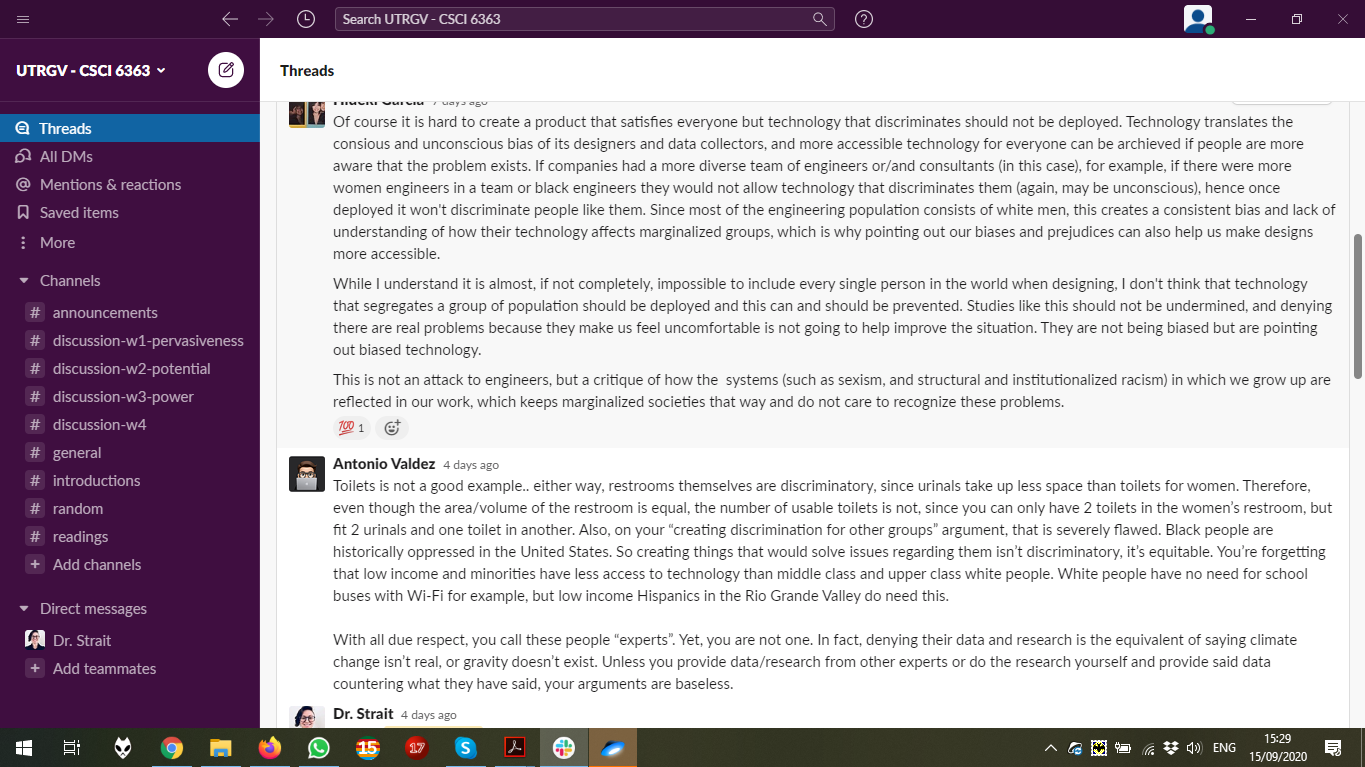 Search UTRGV - CSCI 6363
UTRGV - CSCI 6363
Threads
All DMs
Mentions & reactions
Saved items
More
Channels
# announcements
# discussion-w1-pervasiveness
# discussion-w2-potential
# discussion-w3-power
# discussion-w4
# general
# introductions
# random
# readings
+ Add channels
Direct messages
Dr. Strait
+ Add teammates
Threads
Hideki Garcia 7 days ago
Of course it is hard to create a product that satisfies everyone but technology that discriminates should not be deployed. Technology translates the
consious and unconscious bias of its designers and data collectors, and more accessible technology for everyone can be archieved if people are more
aware that the problem exists. If companies had a more diverse team of engineers or/and consultants (in this case), for example, if there were more
women engineers in a team or black engineers they would not allow technology that discriminates them (again, may be unconscious), hence once
deployed it won't discriminate people like them. Since most of the engineering population consists of white men, this creates a consistent bias and lack of
understanding of how their technology affects marginalized groups, which is why pointing out our biases and prejudices can also help us make designs
more accessible.
While I understand it is almost, if not completely, impossible to include every single person in the world when designing, I don't think that technology
that segregates a group of population should be deployed and this can and should be prevented. Studies like this should not be undermined, and denying
there are real problems because they make us feel uncomfortable is not going to help improve the situation. They are not being biased but are pointing
out biased technology.
This is not an attack to engineers, but a critique of how the  systems (such as sexism, and structural and institutionalized racism) in which we grow up are
reflected in our work, which keeps marginalized societies that way and do not care to recognize these problems.
100 1
Antonio Valdez 4 days ago
Toilets is not a good example.. either way, restrooms themselves are discriminatory, since urinals take up less space than toilets for women. Therefore,
even though the area/volume of the restroom is equal, the number of usable toilets is not, since you can only have 2 toilets in the women's restroom, but
fit 2 urinals and one toilet in another. Also, on your “creating discrimination for other groups” argument, that is severely flawed. Black people are
historically oppressed in the United States. So creating things that would solve issues regarding them isn’t discriminatory, it’s equitable. You’re forgetting
that low income and minorities have less access to technology than middle class and upper class white people. White people have no need for school
buses with Wi-Fi for example, but low income Hispanics in the Rio Grande Valley do need this.
With all due respect, you call these people “experts”. Yet, you are not one. In fact, denying their data and research is the equivalent of saying climate
change isn’t real, or gravity doesn’t exist. Unless you provide data/research from other experts or do the research yourself and provide said data
countering what they have said, your arguments are baseless.
Dr. Strait 4 days ago
15
17
ENG
15:29
15/09/2020